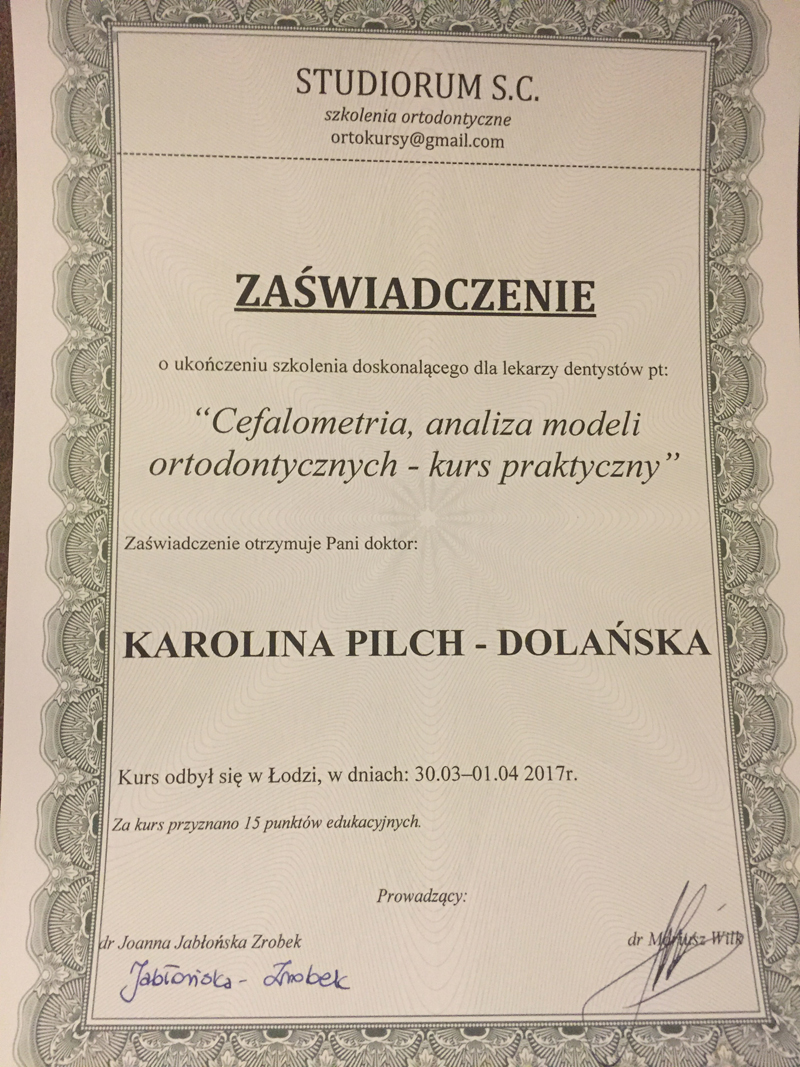 STUDIORUM S.C.
szkolenia ortodontyczne
ortokursy@gmail.com
ZAŚWIADCZENIE
o ukończeniu szkolenia doskonalącego dla lekarzy dentystów pt:
“Cefalometria, analiza modeli
ortodontycznych - kurs praktyczny”
Zaświadczenie otrzymuje Pani doktor:
KAROLINA PILCH - DOLAŃSKA
Kurs odbył się w Łodzi, w dniach: 30.03–01.04 2017r.
Za kurs przyznano 15 punktów edukacyjnych.
Prowadzący:
dr Joanna Jabłońska Zrobek
dr Mariusz Wilk
Jabłońska - Zrobek